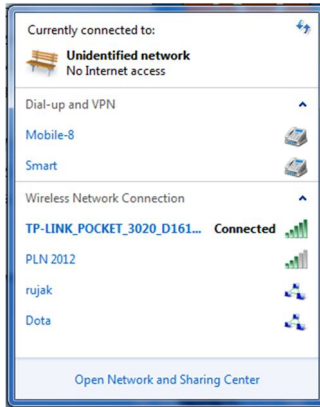 Currently connected to:
Unidentified network
No Internet access
Dial-up and VPN
Mobile-8
Smart
Wireless Network Connection
TP-LINK_POCKET_3020_D161... Connected
PLN 2012
rujak
Dota
Open Network and Sharing Center